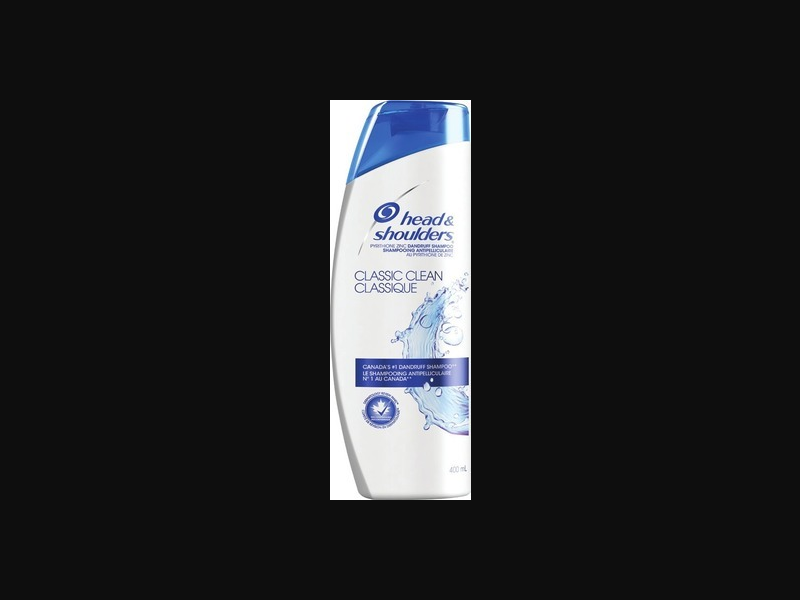 head &
shoulders
PYRITHIONE ZINC DANDRUFF SHAMPOO
SHAMPOOING ANTIPELLICULAIRE
AU PYRITHIONE DE ZINC
CLASSIC CLEAN
CLASSIQUE
CANADA'S #1 DANDRUFF SHAMPOO**
LE SHAMPOOING ANTIPELLICULAIRE
N° 1 AU CANADA**
400 mL